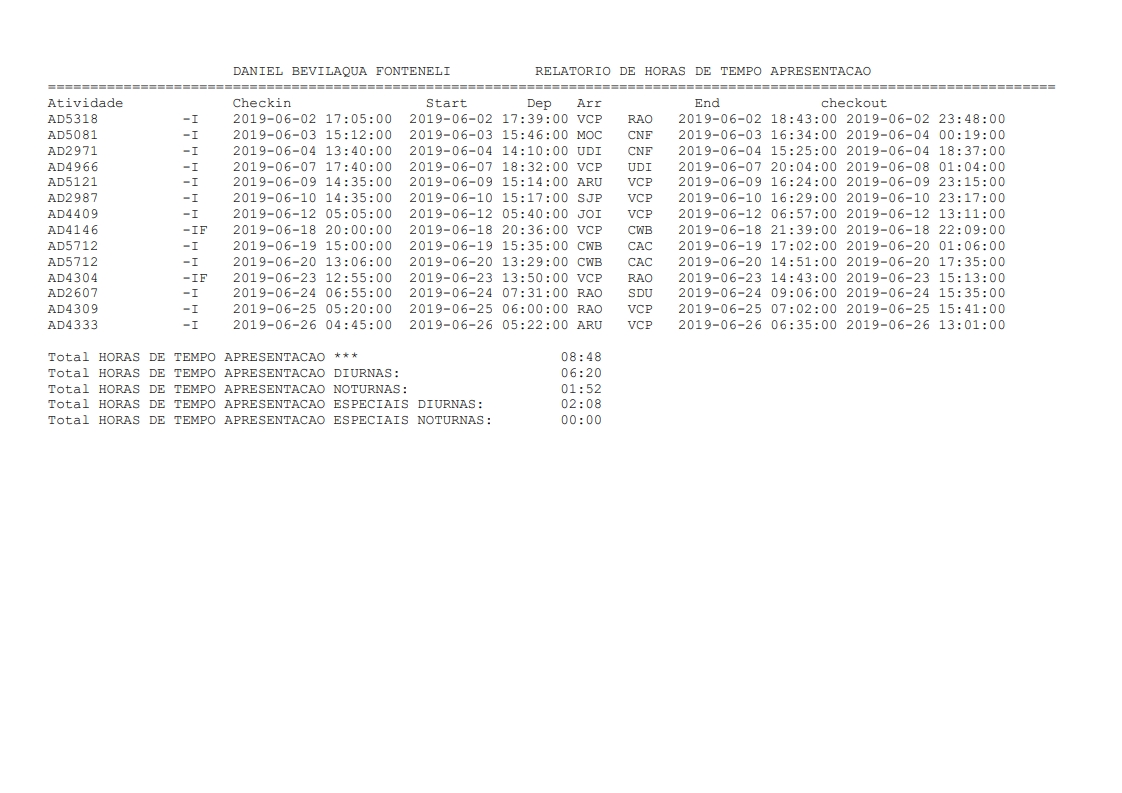 DANIEL BEVILAQUA FONTENELI RELATORIO DE HORAS DE TEMPO APRESENTACAO
========================================================================================================================
Atividade Checkin Start Dep Arr End checkout
AD5318 -I 2019-06-02 17:05:00 2019-06-02 17:39:00 VCP RAO 2019-06-02 18:43:00 2019-06-02 23:48:00
AD5081 -I 2019-06-03 15:12:00 2019-06-03 15:46:00 MOC CNF 2019-06-03 16:34:00 2019-06-04 00:19:00
AD2971 -I 2019-06-04 13:40:00 2019-06-04 14:10:00 UDI CNF 2019-06-04 15:25:00 2019-06-04 18:37:00
AD4966 -I 2019-06-07 17:40:00 2019-06-07 18:32:00 VCP UDI 2019-06-07 20:04:00 2019-06-08 01:04:00
AD5121 -I 2019-06-09 14:35:00 2019-06-09 15:14:00 ARU VCP 2019-06-09 16:24:00 2019-06-09 23:15:00
AD2987 -I 2019-06-10 14:35:00 2019-06-10 15:17:00 SJP VCP 2019-06-10 16:29:00 2019-06-10 23:17:00
AD4409 -I 2019-06-12 05:05:00 2019-06-12 05:40:00 JOI VCP 2019-06-12 06:57:00 2019-06-12 13:11:00
AD4146 -IF 2019-06-18 20:00:00 2019-06-18 20:36:00 VCP CWB 2019-06-18 21:39:00 2019-06-18 22:09:00
AD5712 -I 2019-06-19 15:00:00 2019-06-19 15:35:00 CWB CAC 2019-06-19 17:02:00 2019-06-20 01:06:00
AD5712 -I 2019-06-20 13:06:00 2019-06-20 13:29:00 CWB CAC 2019-06-20 14:51:00 2019-06-20 17:35:00
AD4304 -IF 2019-06-23 12:55:00 2019-06-23 13:50:00 VCP RAO 2019-06-23 14:43:00 2019-06-23 15:13:00
AD2607 -I 2019-06-24 06:55:00 2019-06-24 07:31:00 RAO SDU 2019-06-24 09:06:00 2019-06-24 15:35:00
AD4309 -I 2019-06-25 05:20:00 2019-06-25 06:00:00 RAO VCP 2019-06-25 07:02:00 2019-06-25 15:41:00
AD4333 -I 2019-06-26 04:45:00 2019-06-26 05:22:00 ARU VCP 2019-06-26 06:35:00 2019-06-26 13:01:00
Total HORAS DE TEMPO APRESENTACAO *** 08:48
Total HORAS DE TEMPO APRESENTACAO DIURNAS: 06:20
Total HORAS DE TEMPO APRESENTACAO NOTURNAS: 01:52
Total HORAS DE TEMPO APRESENTACAO ESPECIAIS DIURNAS: 02:08
Total HORAS DE TEMPO APRESENTACAO ESPECIAIS NOTURNAS: 00:00